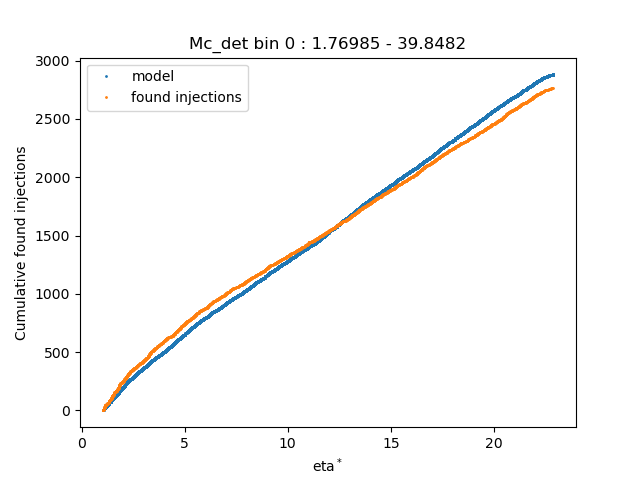 Mc_det bin 0 : 1.76985 - 39.8482
model
found injections
Cumulative found injections
3000
2500
2000
1500
1000
500
0
0 5 10 15 20
eta*